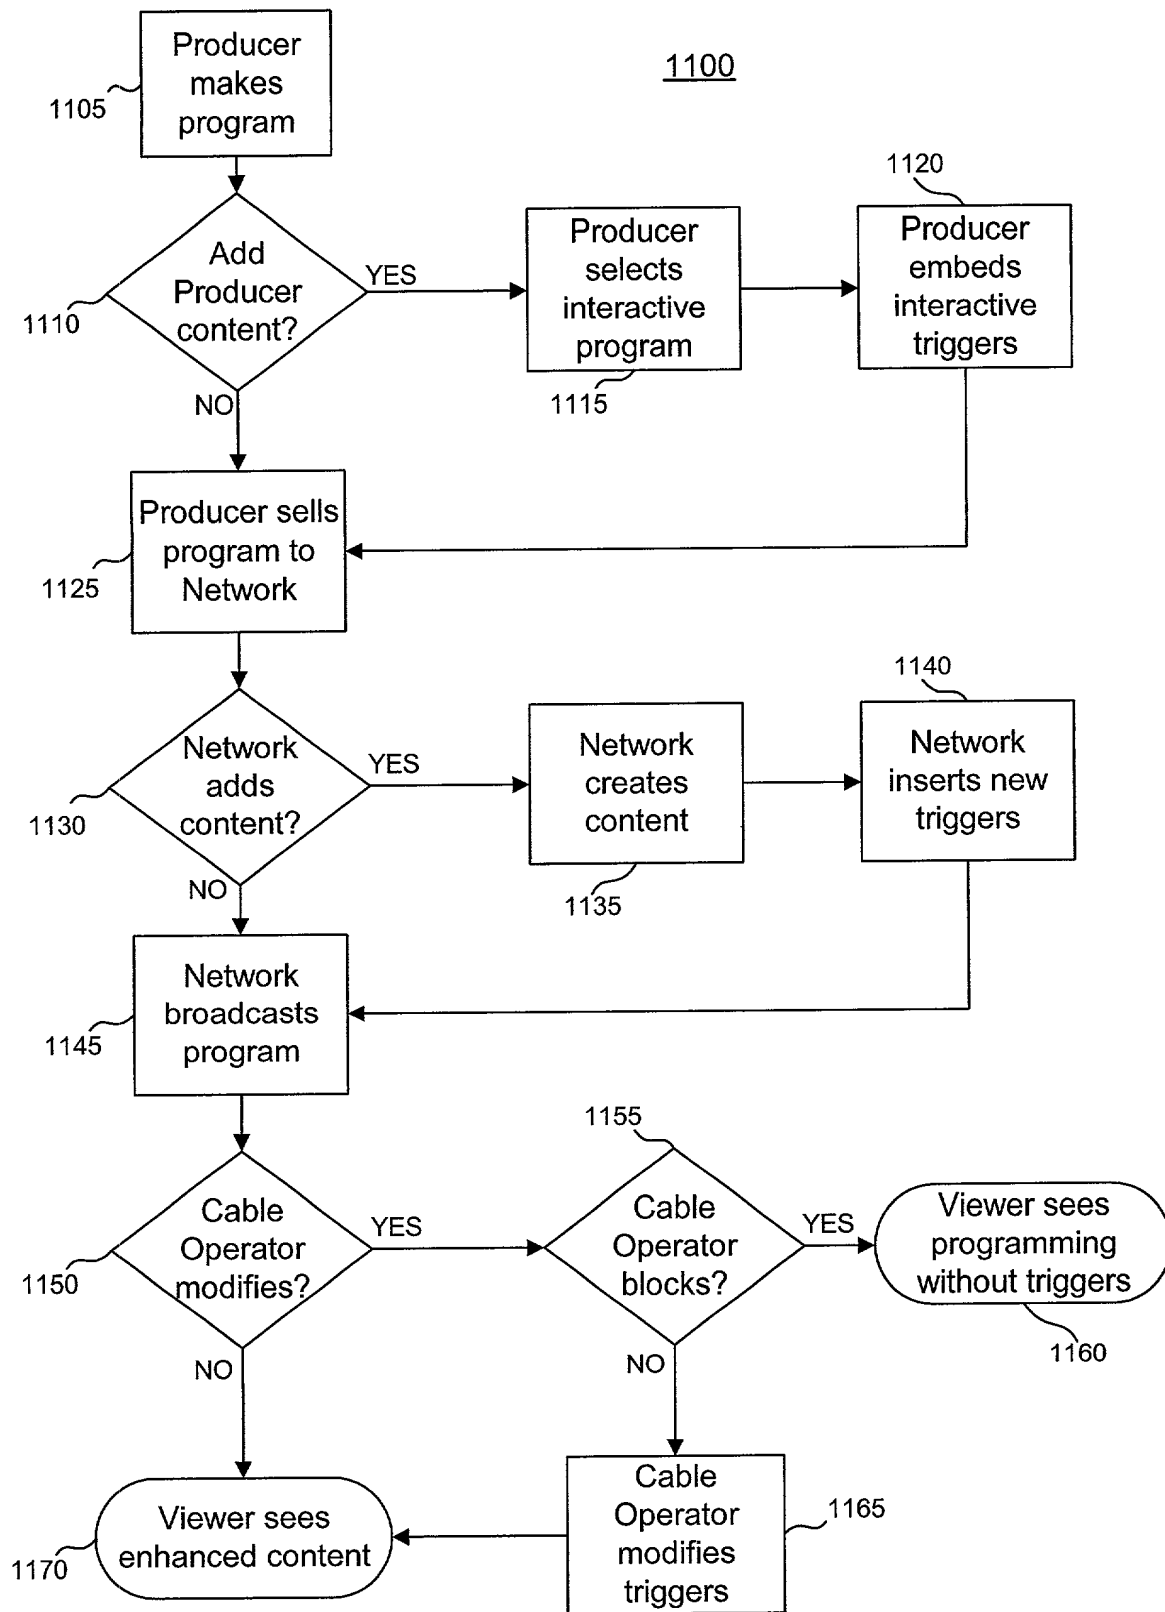 Producer
makes
program
1105
1100
Add
Producer
content?
1110
YES
NO
Producer
selects
interactive
program
1115
1120
Producer
embeds
interactive
triggers
Producer sells
program to
Network
1125
Network
adds
content?
1130
YES
NO
Network
creates
content
1135
1140
Network
inserts new
triggers
Network
broadcasts
program
1145
Cable
Operator
modifies?
1150
YES
NO
1155
Cable
Operator
blocks?
YES
NO
Viewer sees
programming
without triggers
1160
Cable
Operator
modifies
triggers
1165
Viewer sees
enhanced content
1170